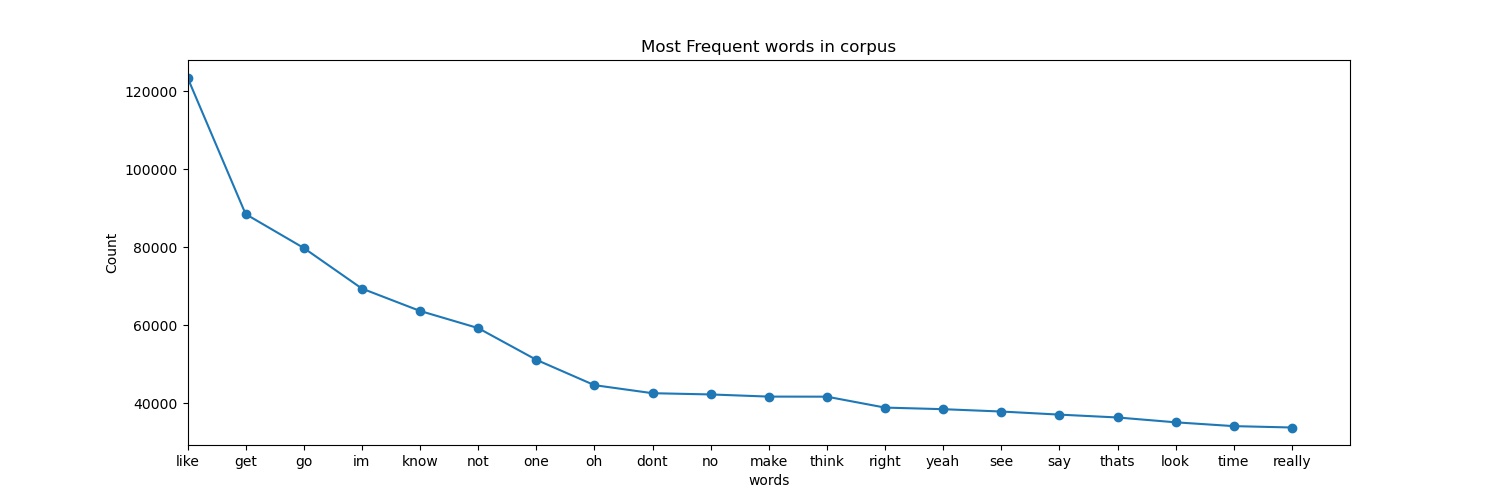 Most Frequent words in corpus
120000
100000
80000
60000
40000
Count
like get go im know not one oh dont no make think right yeah see say thats look time really
words